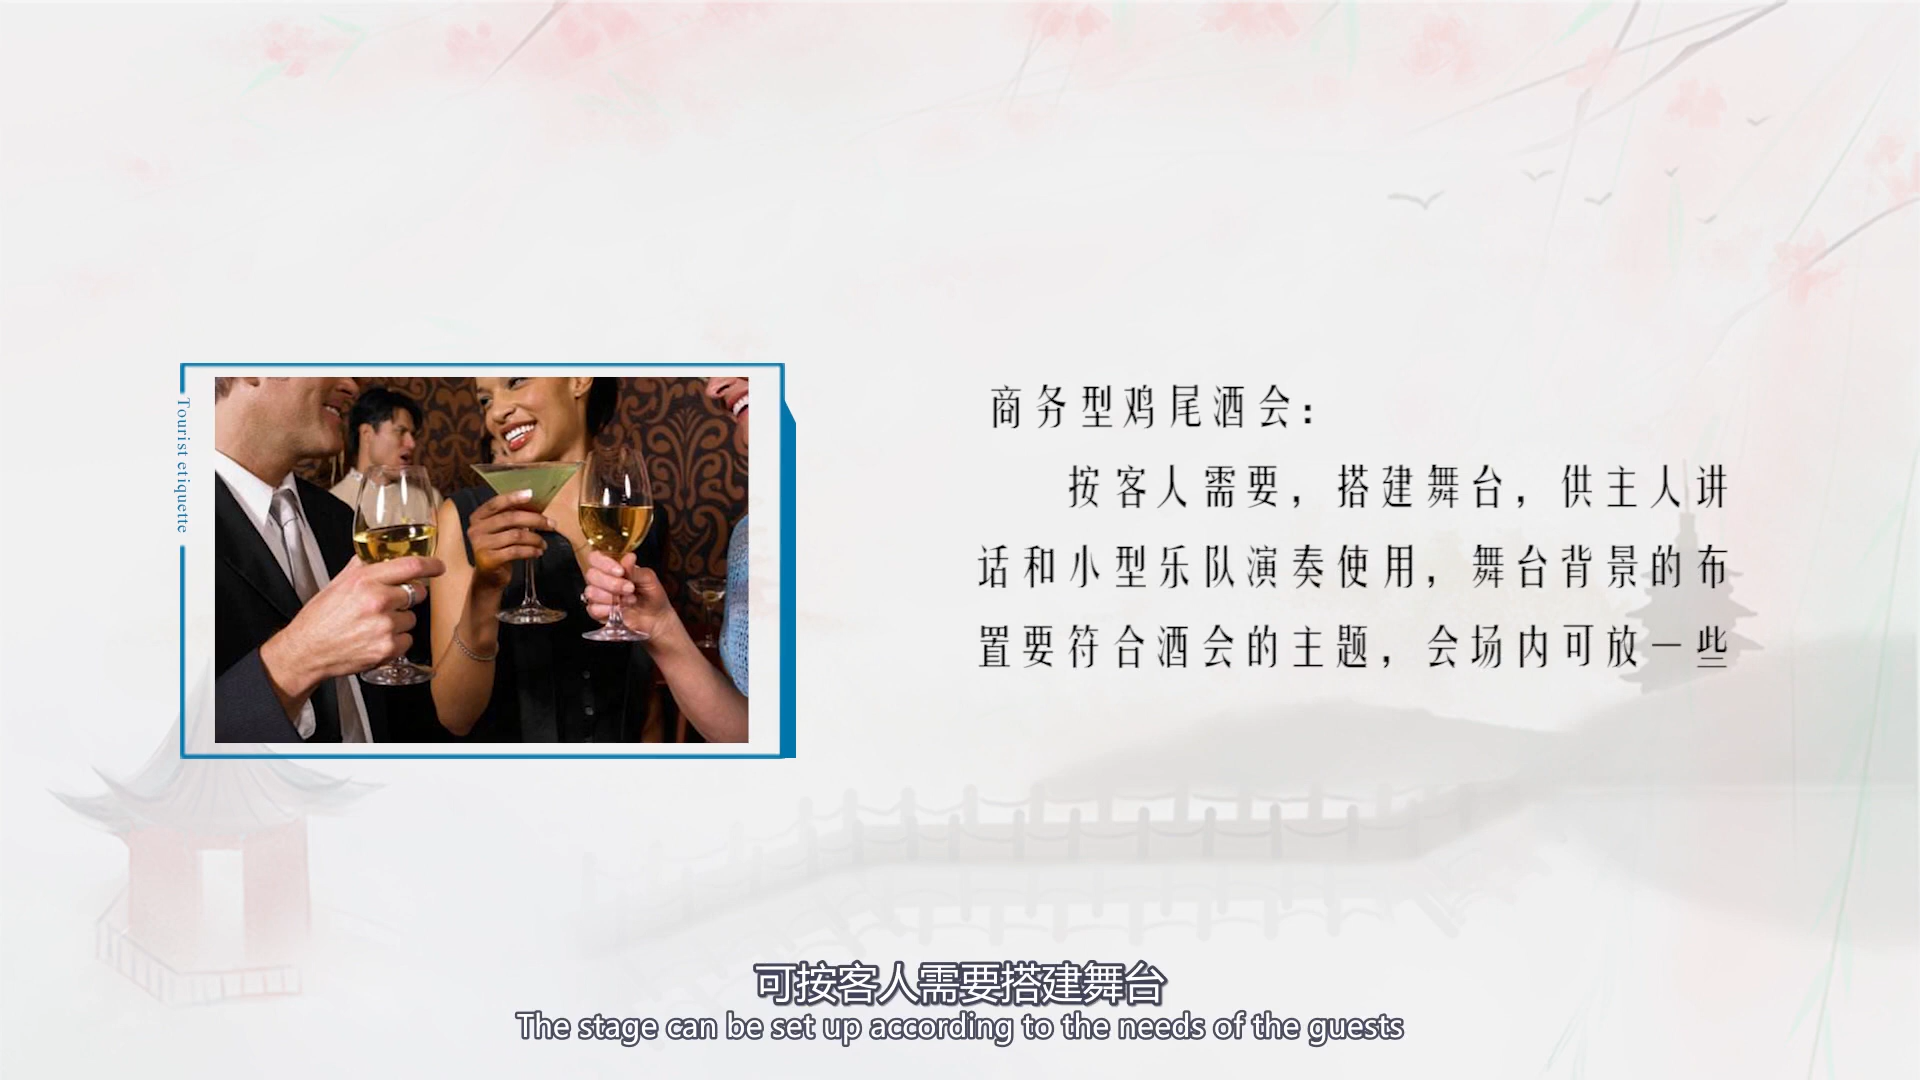 Tourist etiquette
商务型鸡尾酒会：
按客人需要，搭建舞台，供主人讲
话和小型乐队演奏使用，舞台背景的布
置要符合酒会的主题，会场内可放一些
可按客人需要搭建舞台
The stage can be set up according to the needs of the guests